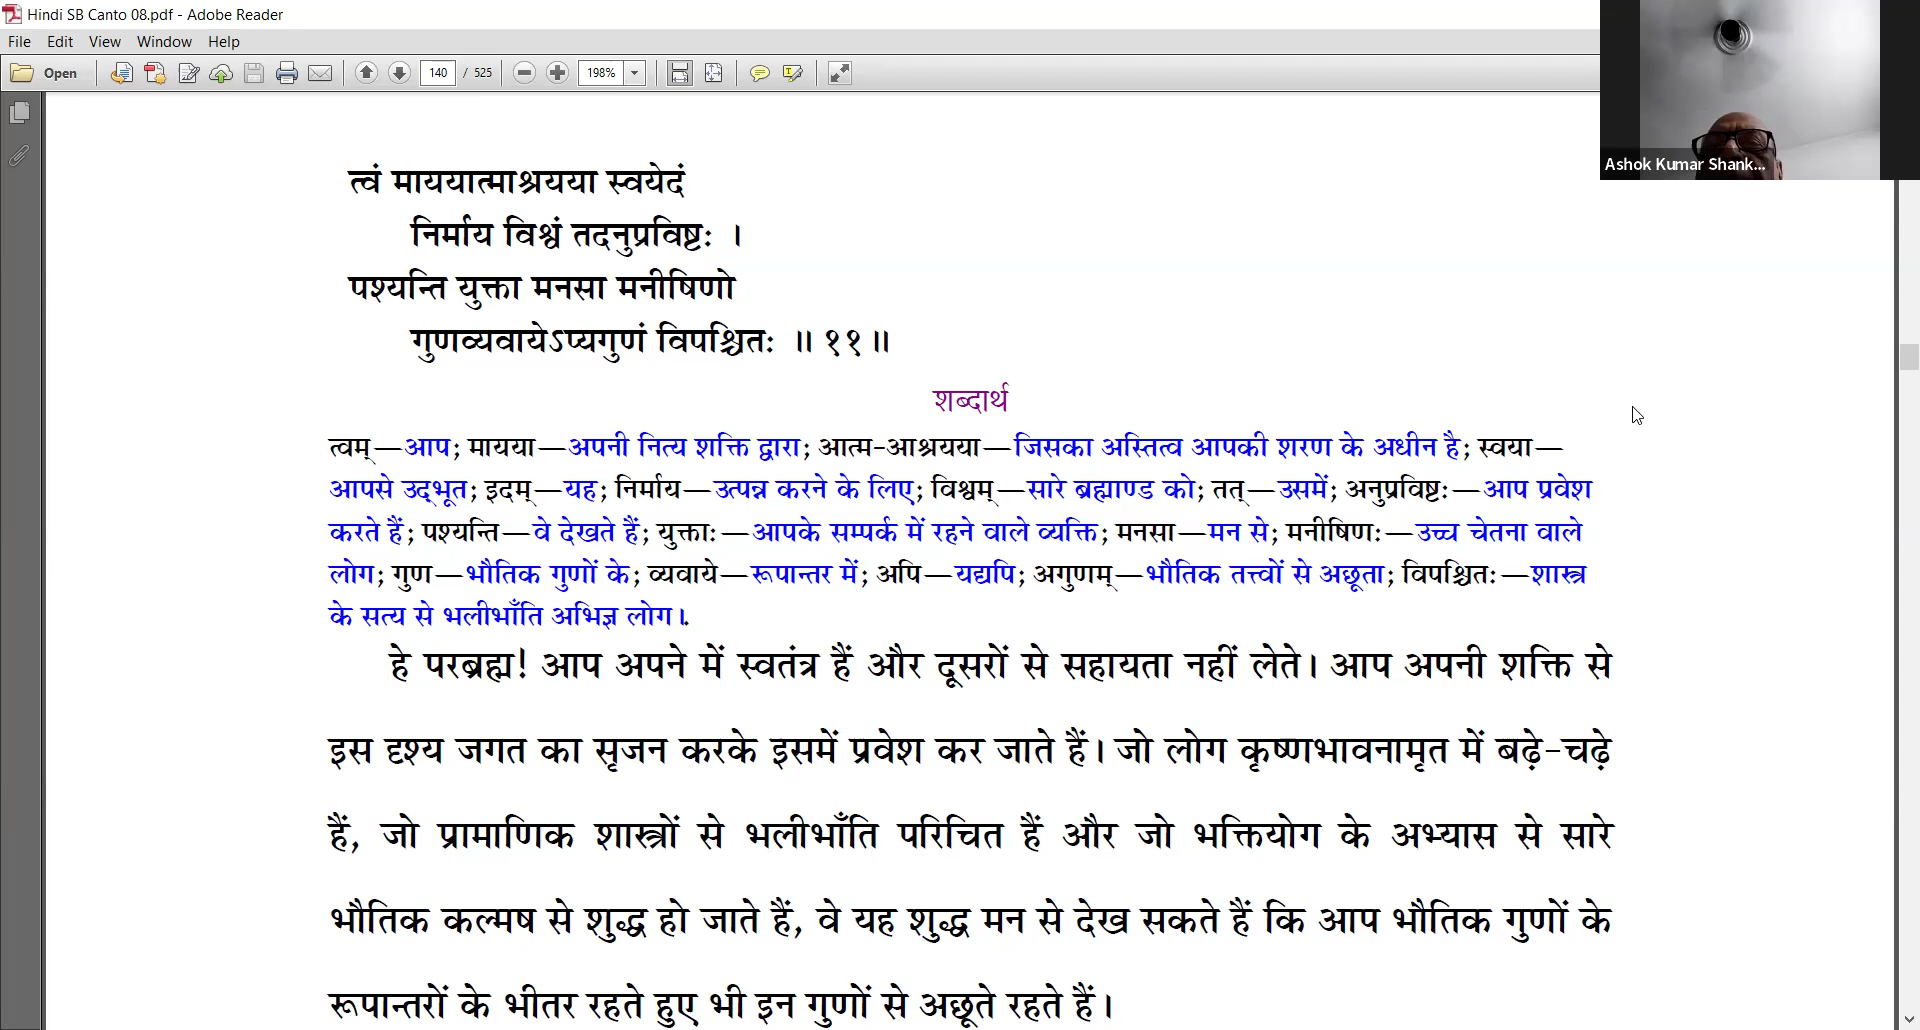 Hindi SB Canto 08.pdf - Adobe Reader
File Edit View Window Help
Open 140 / 525 198%
Ashok Kumar Shank...
त्वं माययात्माश्रयया स्वयेदं
निर्माय विश्वं तदनुप्रविष्टः ।
पश्यन्ति युक्ता मनसा मनीषिणो
गुणव्यवायेऽप्यगुणं विपश्चितः ॥ ११॥
शब्दार्थ
त्वम्—आप; मायया—अपनी नित्य शक्ति द्वारा; आत्म-आश्रयया—जिसका अस्तित्व आपकी शरण के अधीन है; स्वया—
आपसे उद्भूत; इदम्—यह; निर्माय—उत्पन्न करने के लिए; विश्वम्—सारे ब्रह्माण्ड को; तत्—उसमें; अनुप्रविष्टः—आप प्रवेश
करते हैं; पश्यन्ति—वे देखते हैं; युक्ताः—आपके सम्पर्क में रहने वाले व्यक्ति; मनसा—मन से; मनीषिणः—उच्च चेतना वाले
लोग; गुण—भौतिक गुणों के; व्यवाये—रूपान्तर में; अपि—यद्यपि; अगुणम्—भौतिक तत्त्वों से अछूता; विपश्चितः—शास्त्र
के सत्य से भलीभाँति अभिज्ञ लोग।.
हे परब्रह्म! आप अपने में स्वतंत्र हैं और दूसरों से सहायता नहीं लेते। आप अपनी शक्ति से
इस दृश्य जगत का सृजन करके इसमें प्रवेश कर जाते हैं। जो लोग कृष्णभावनामृत में बढ़े-चढ़े
हैं, जो प्रामाणिक शास्त्रों से भलीभाँति परिचित हैं और जो भक्तियोग के अभ्यास से सारे
भौतिक कल्मष से शुद्ध हो जाते हैं, वे यह शुद्ध मन से देख सकते हैं कि आप भौतिक गुणों के
रूपान्तरों के भीतर रहते हुए भी इन गुणों से अछूते रहते हैं।